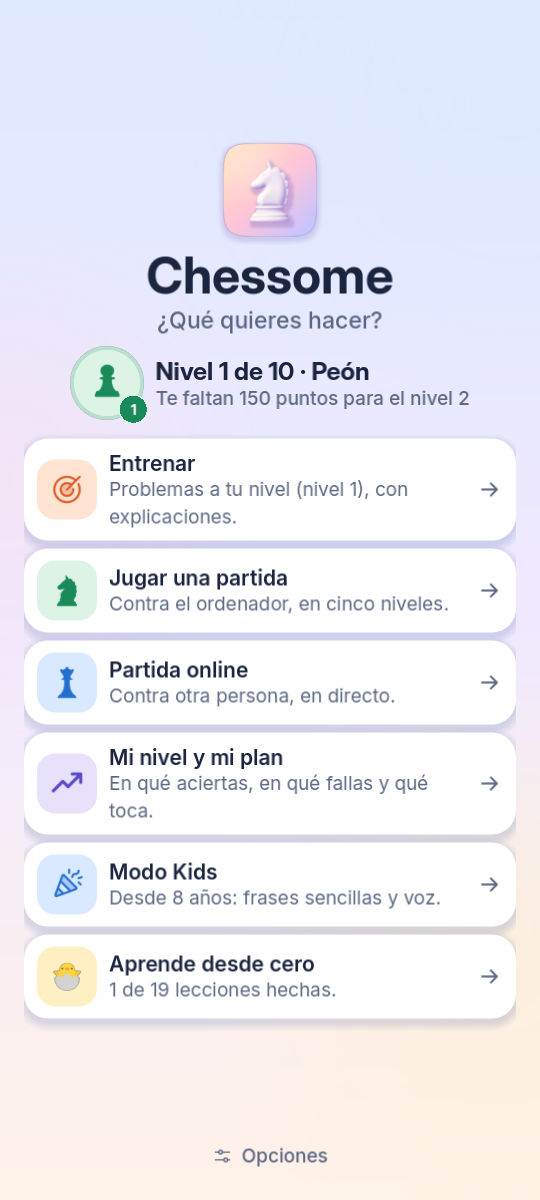 Chessome
¿Qué quieres hacer?
Nivel 1 de 10 · Peón
1
Te faltan 150 puntos para el nivel 2
Entrenar
Problemas a tu nivel (nivel 1), con
explicaciones.
Jugar una partida
Contra el ordenador, en cinco niveles.
Partida online
Contra otra persona, en directo.
Mi nivel y mi plan
En qué aciertas, en qué fallas y qué
toca.
Modo Kids
Desde 8 años: frases sencillas y voz.
Aprende desde cero
1 de 19 lecciones hechas.
Opciones